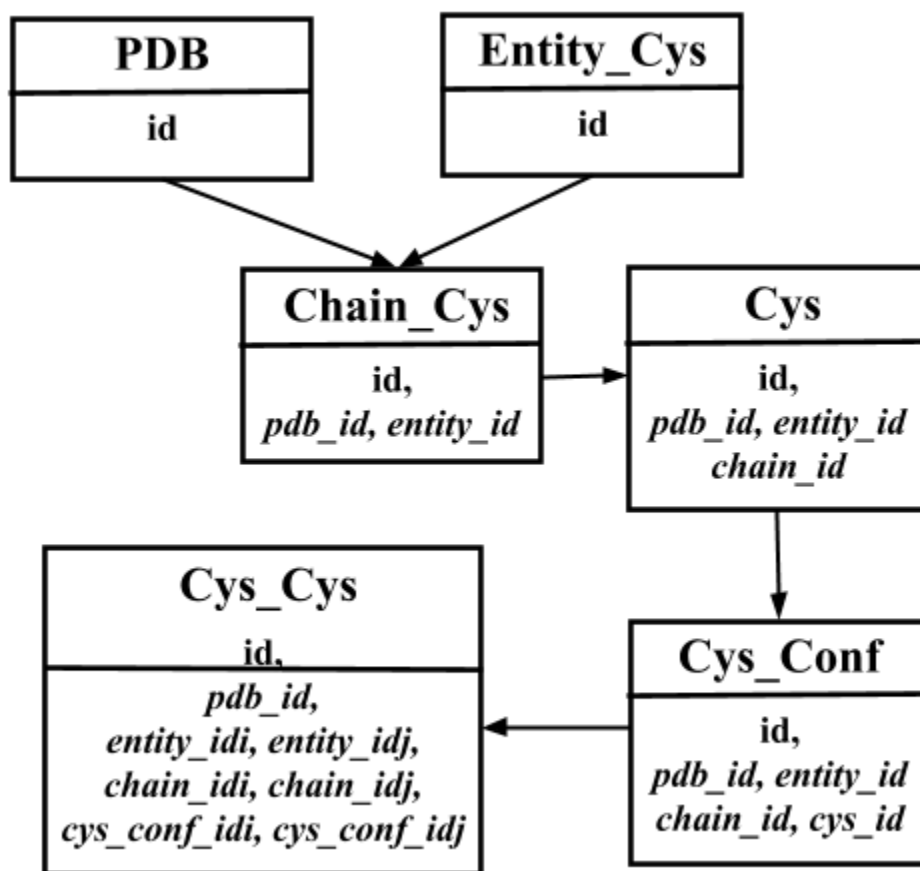 PDB
id
Entity_Cys
id
Chain_Cys
id,
pdb_id, entity_id
Cys
id,
pdb_id, entity_id
chain_id
Cys_Cys
id,
pdb_id,
entity_idi, entity_idj,
chain_idi, chain_idj,
cys_conf_idi, cys_conf_idj
Cys_Conf
id,
pdb_id, entity_id
chain_id, cys_id